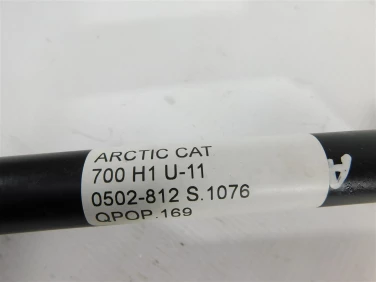 ARCTIC CAT
700 H1 U-11
0502-812 S.1076
QPOP.169
A